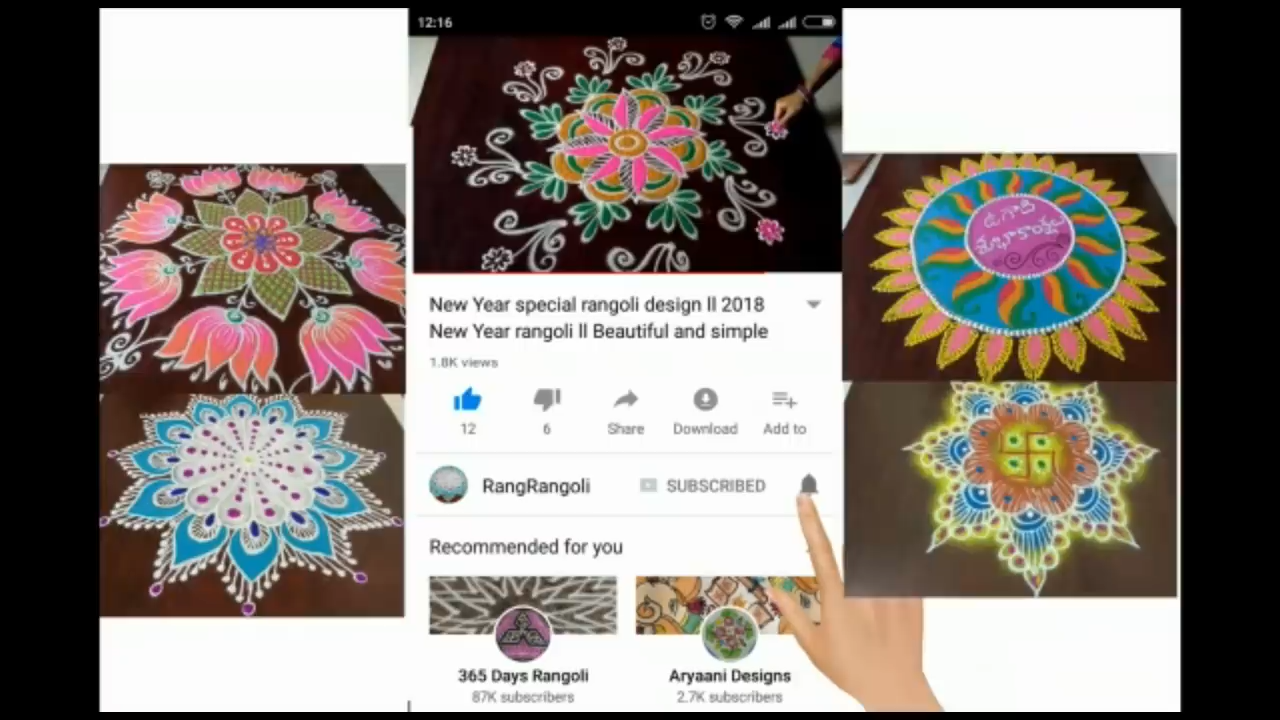 12:16
New Year special rangoli design ll 2018
New Year rangoli ll Beautiful and simple
1.8K views
12
6
Share
Download
Add to
RangRangoli
SUBSCRIBED
Recommended for you
365 Days Rangoli
87K subscribers
Aryaani Designs
2.7K subscribers
ఉగాది